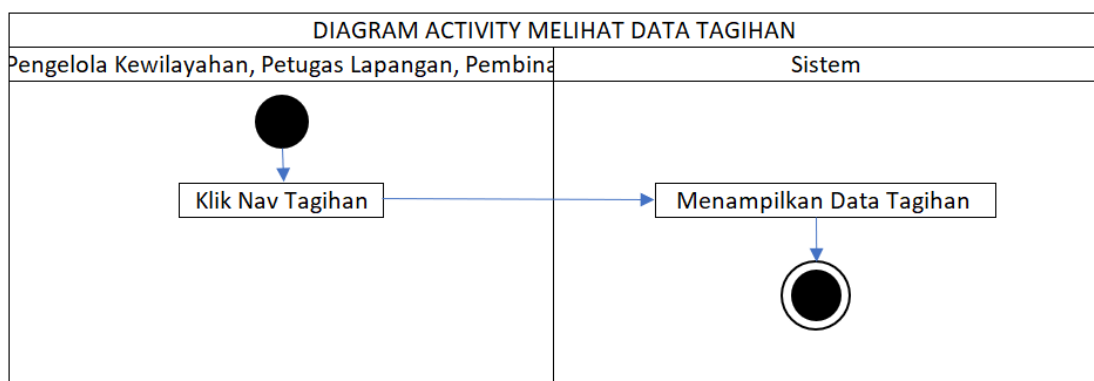 DIAGRAM ACTIVITY MELIHAT DATA TAGIHAN
Pengelola Kewilayahan, Petugas Lapangan, Pembina
Sistem
Klik Nav Tagihan
Menampilkan Data Tagihan